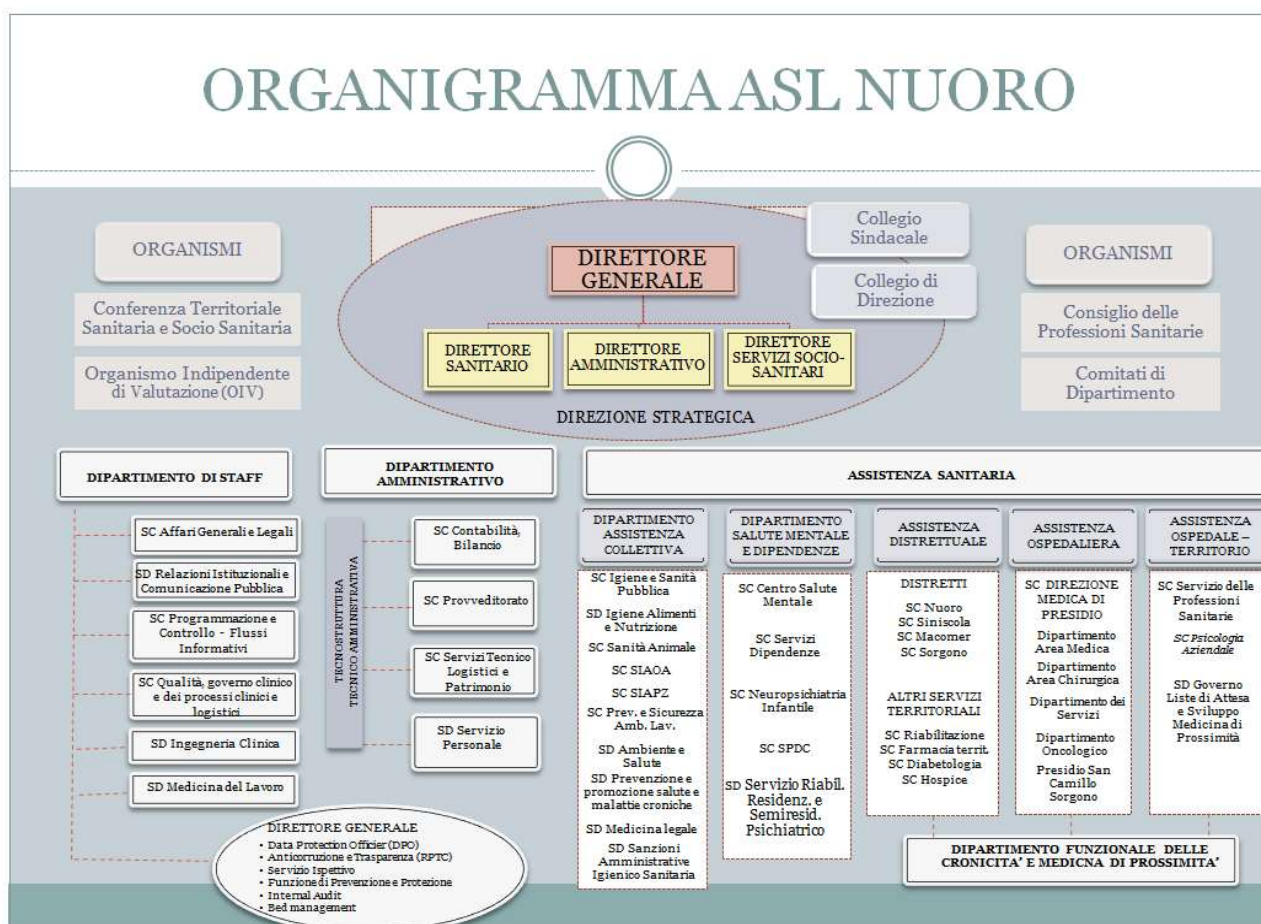 ORGANIGRAMMA ASL NUORO
ORGANISMI
Conferenza Territoriale
Sanitaria e Socio Sanitaria
Organismo Indipendente
di Valutazione (OIV)
DIRETTORE
GENERALE
DIRETTORE
SANITARIO
DIRETTORE
AMMINISTRATIVO
DIRETTORE
SERVIZI SOCIO-
SANITARI
DIREZIONE STRATEGICA
Collegio
Sindacale
Collegio di
Direzione
ORGANISMI
Consiglio delle
Professioni Sanitarie
Comitati di
Dipartimento
DIPARTIMENTO DI STAFF
SC Affari Generali e Legali
SD Relazioni Istituzionali e
Comunicazione Pubblica
SC Programmazione e
Controllo - Flussi
Informativi
SC Qualità, governo clinico
e dei processi clinici e
logistici
SD Ingegneria Clinica
SD Medicina del Lavoro
DIRETTORE GENERALE
• Data Protection Officier (DPO)
• Anticorruzione e Trasparenza (RPTC)
• Servizio Ispettivo
• Funzione di Prevenzione e Protezione
• Internal Audit
• Bed management
DIPARTIMENTO
AMMINISTRATIVO
TECNOSTRUTTURA
TECNICO AMMINISTRATIVA
SC Contabilità,
Bilancio
SC Provveditorato
SC Servizi Tecnico
Logistici e
Patrimonio
SD Servizio
Personale
ASSISTENZA SANITARIA
DIPARTIMENTO
ASSISTENZA
COLLETTIVA
SC Igiene e Sanità
Pubblica
SD Igiene Alimenti
e Nutrizione
SC Sanità Animale
SC SIAOA
SC SIAPZ
SC Prev. e Sicurezza
Amb. Lav.
SD Ambiente e
Salute
SD Prevenzione e
promozione salute e
malattie croniche
SD Medicina legale
SD Sanzioni
Amministrative
Igienico Sanitaria
DIPARTIMENTO
SALUTE MENTALE
E DIPENDENZE
SC Centro Salute
Mentale
SC Servizi
Dipendenze
SC Neuropsichiatria
Infantile
SC SPDC
SD Servizio Riabil.
Residenz. e
Semiresid.
Psichiatrico
ASSISTENZA
DISTRETTUALE
DISTRETTI
SC Nuoro
SC Siniscola
SC Macomer
SC Sorgono
ALTRI SERVIZI
TERRITORIALI
SC Riabilitazione
SC Farmacia territ.
SC Diabetologia
SC Hospice
ASSISTENZA
OSPEDALIERA
SC DIREZIONE
MEDICA DI
PRESIDIO
Dipartimento
Area Medica
Dipartimento
Area Chirurgica
Dipartimento dei
Servizi
Dipartimento
Oncologico
Presidio San
Camillo
Sorgono
ASSISTENZA
OSPEDALE –
TERRITORIO
SC Servizio delle
Professioni
Sanitarie
SC Psicologia
Aziendale
SD Governo
Liste di Attesa
e Sviluppo
Medicina di
Prossimità
DIPARTIMENTO FUNZIONALE DELLE
CRONICITA’ E MEDICNA DI PROSSIMITA’